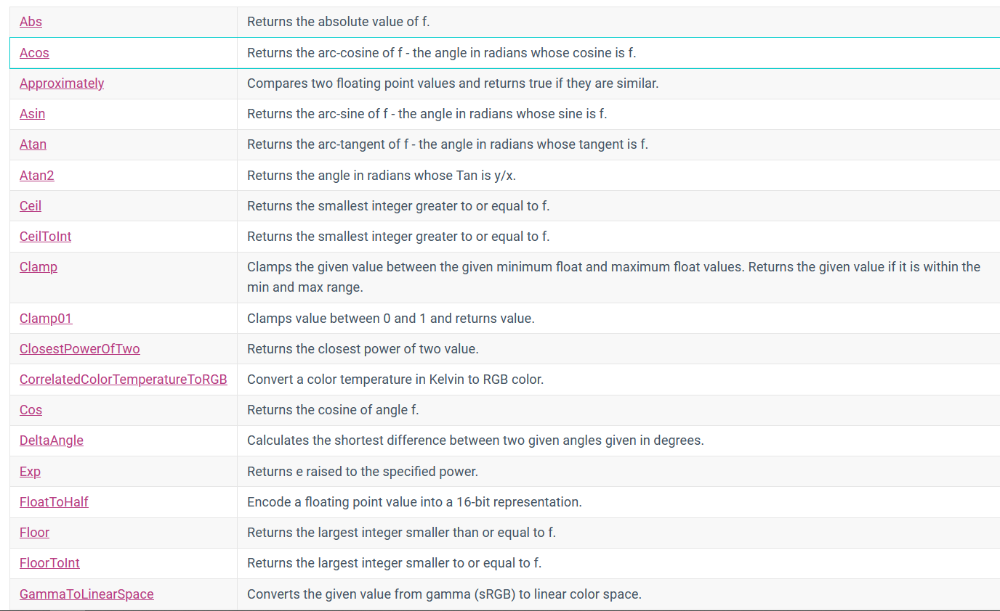 Abs Returns the absolute value of f.
Acos Returns the arc-cosine of f - the angle in radians whose cosine is f.
Approximately Compares two floating point values and returns true if they are similar.
Asin Returns the arc-sine of f - the angle in radians whose sine is f.
Atan Returns the arc-tangent of f - the angle in radians whose tangent is f.
Atan2 Returns the angle in radians whose Tan is y/x.
Ceil Returns the smallest integer greater to or equal to f.
CeilToInt Returns the smallest integer greater to or equal to f.
Clamp Clamps the given value between the given minimum float and maximum float values. Returns the given value if it is within the
min and max range.
Clamp01 Clamps value between 0 and 1 and returns value.
ClosestPowerOfTwo Returns the closest power of two value.
CorrelatedColorTemperatureToRGB Convert a color temperature in Kelvin to RGB color.
Cos Returns the cosine of angle f.
DeltaAngle Calculates the shortest difference between two given angles given in degrees.
Exp Returns e raised to the specified power.
FloatToHalf Encode a floating point value into a 16-bit representation.
Floor Returns the largest integer smaller than or equal to f.
FloorToInt Returns the largest integer smaller to or equal to f.
GammaToLinearSpace Converts the given value from gamma (sRGB) to linear color space.